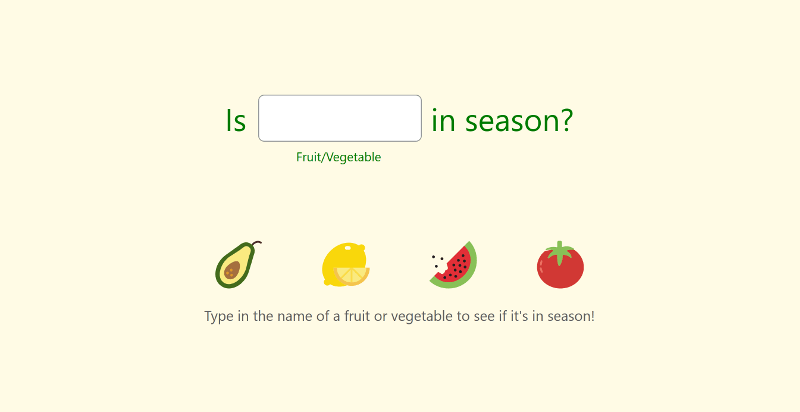 Is in season?
Fruit/Vegetable
Type in the name of a fruit or vegetable to see if it's in season!